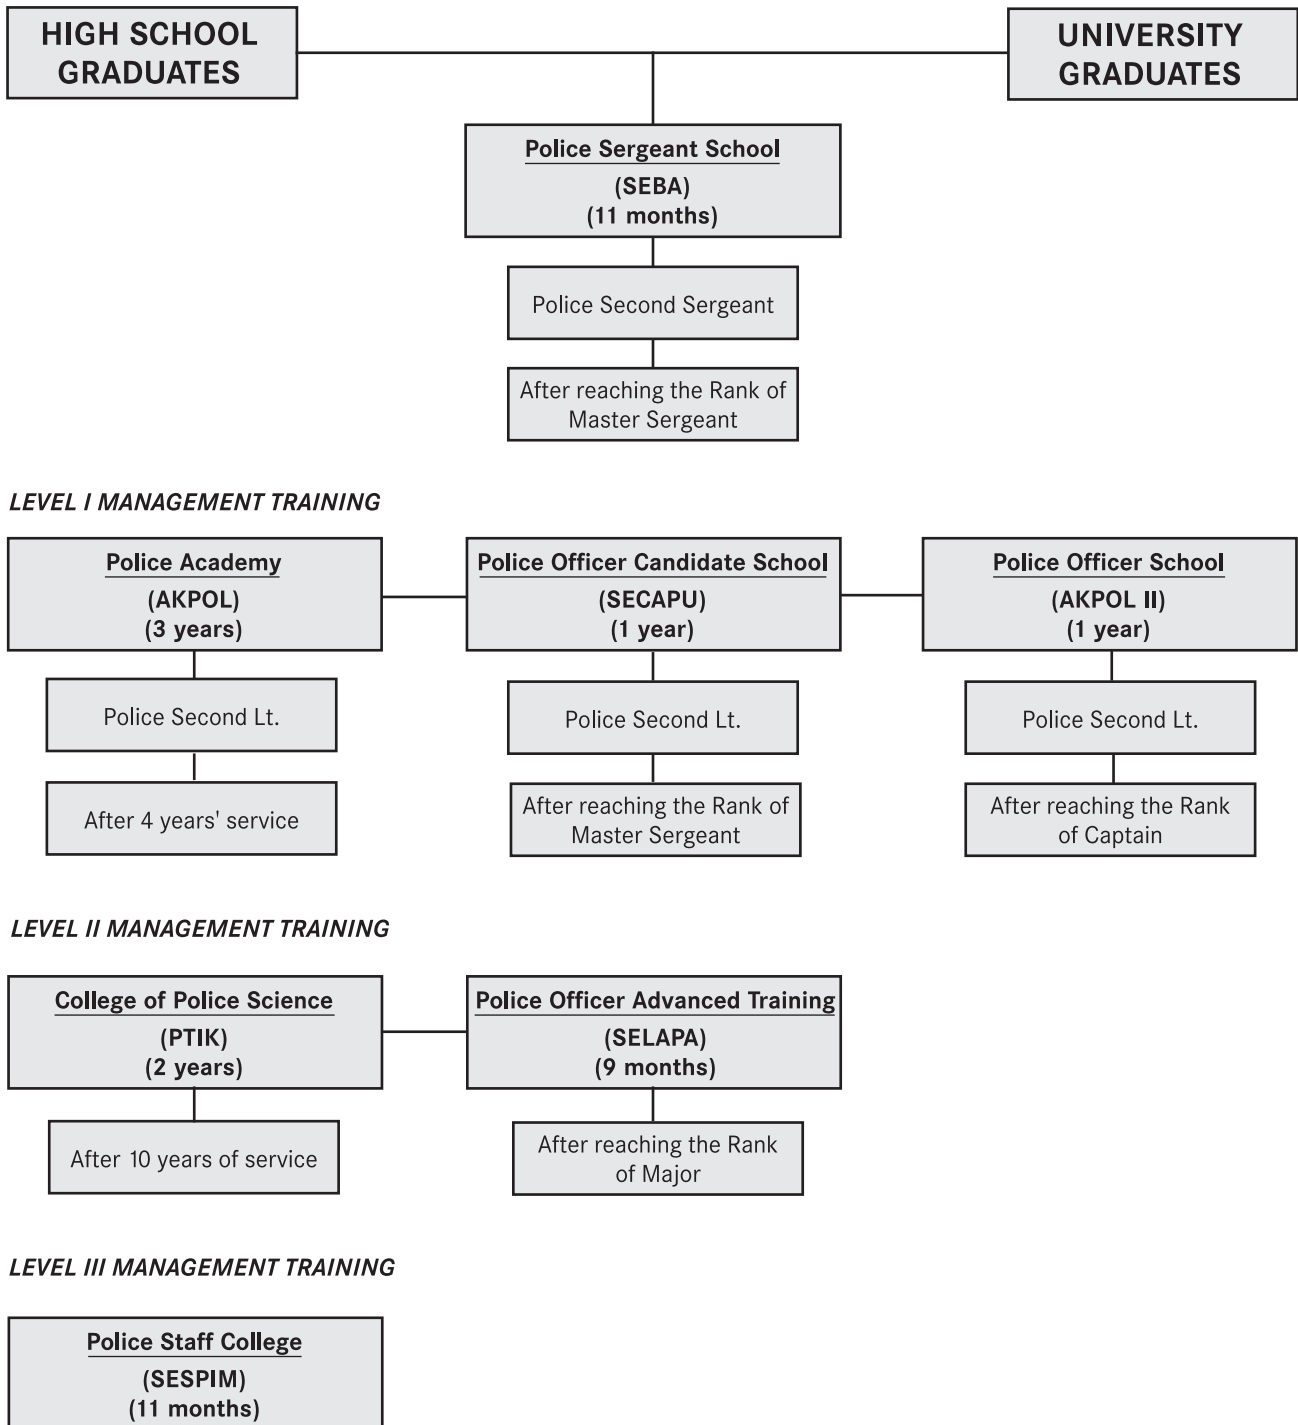 HIGH SCHOOL
GRADUATES
UNIVERSITY
GRADUATES
Police Sergeant School
(SEBA)
(11 months)
Police Second Sergeant
After reaching the Rank of
Master Sergeant
LEVEL I MANAGEMENT TRAINING
Police Academy
(AKPOL)
(3 years)
Police Officer Candidate School
(SECAPU)
(1 year)
Police Officer School
(AKPOL II)
(1 year)
Police Second Lt.
Police Second Lt.
Police Second Lt.
After 4 years' service
After reaching the Rank of
Master Sergeant
After reaching the Rank
of Captain
LEVEL II MANAGEMENT TRAINING
College of Police Science
(PTIK)
(2 years)
Police Officer Advanced Training
(SELAPA)
(9 months)
After 10 years of service
After reaching the Rank
of Major
LEVEL III MANAGEMENT TRAINING
Police Staff College
(SESPIM)
(11 months)